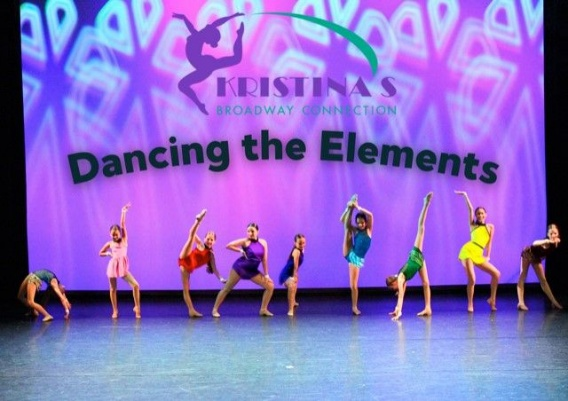 KRISTINA S
BROADWAY CONNECTION
Dancing the Elements